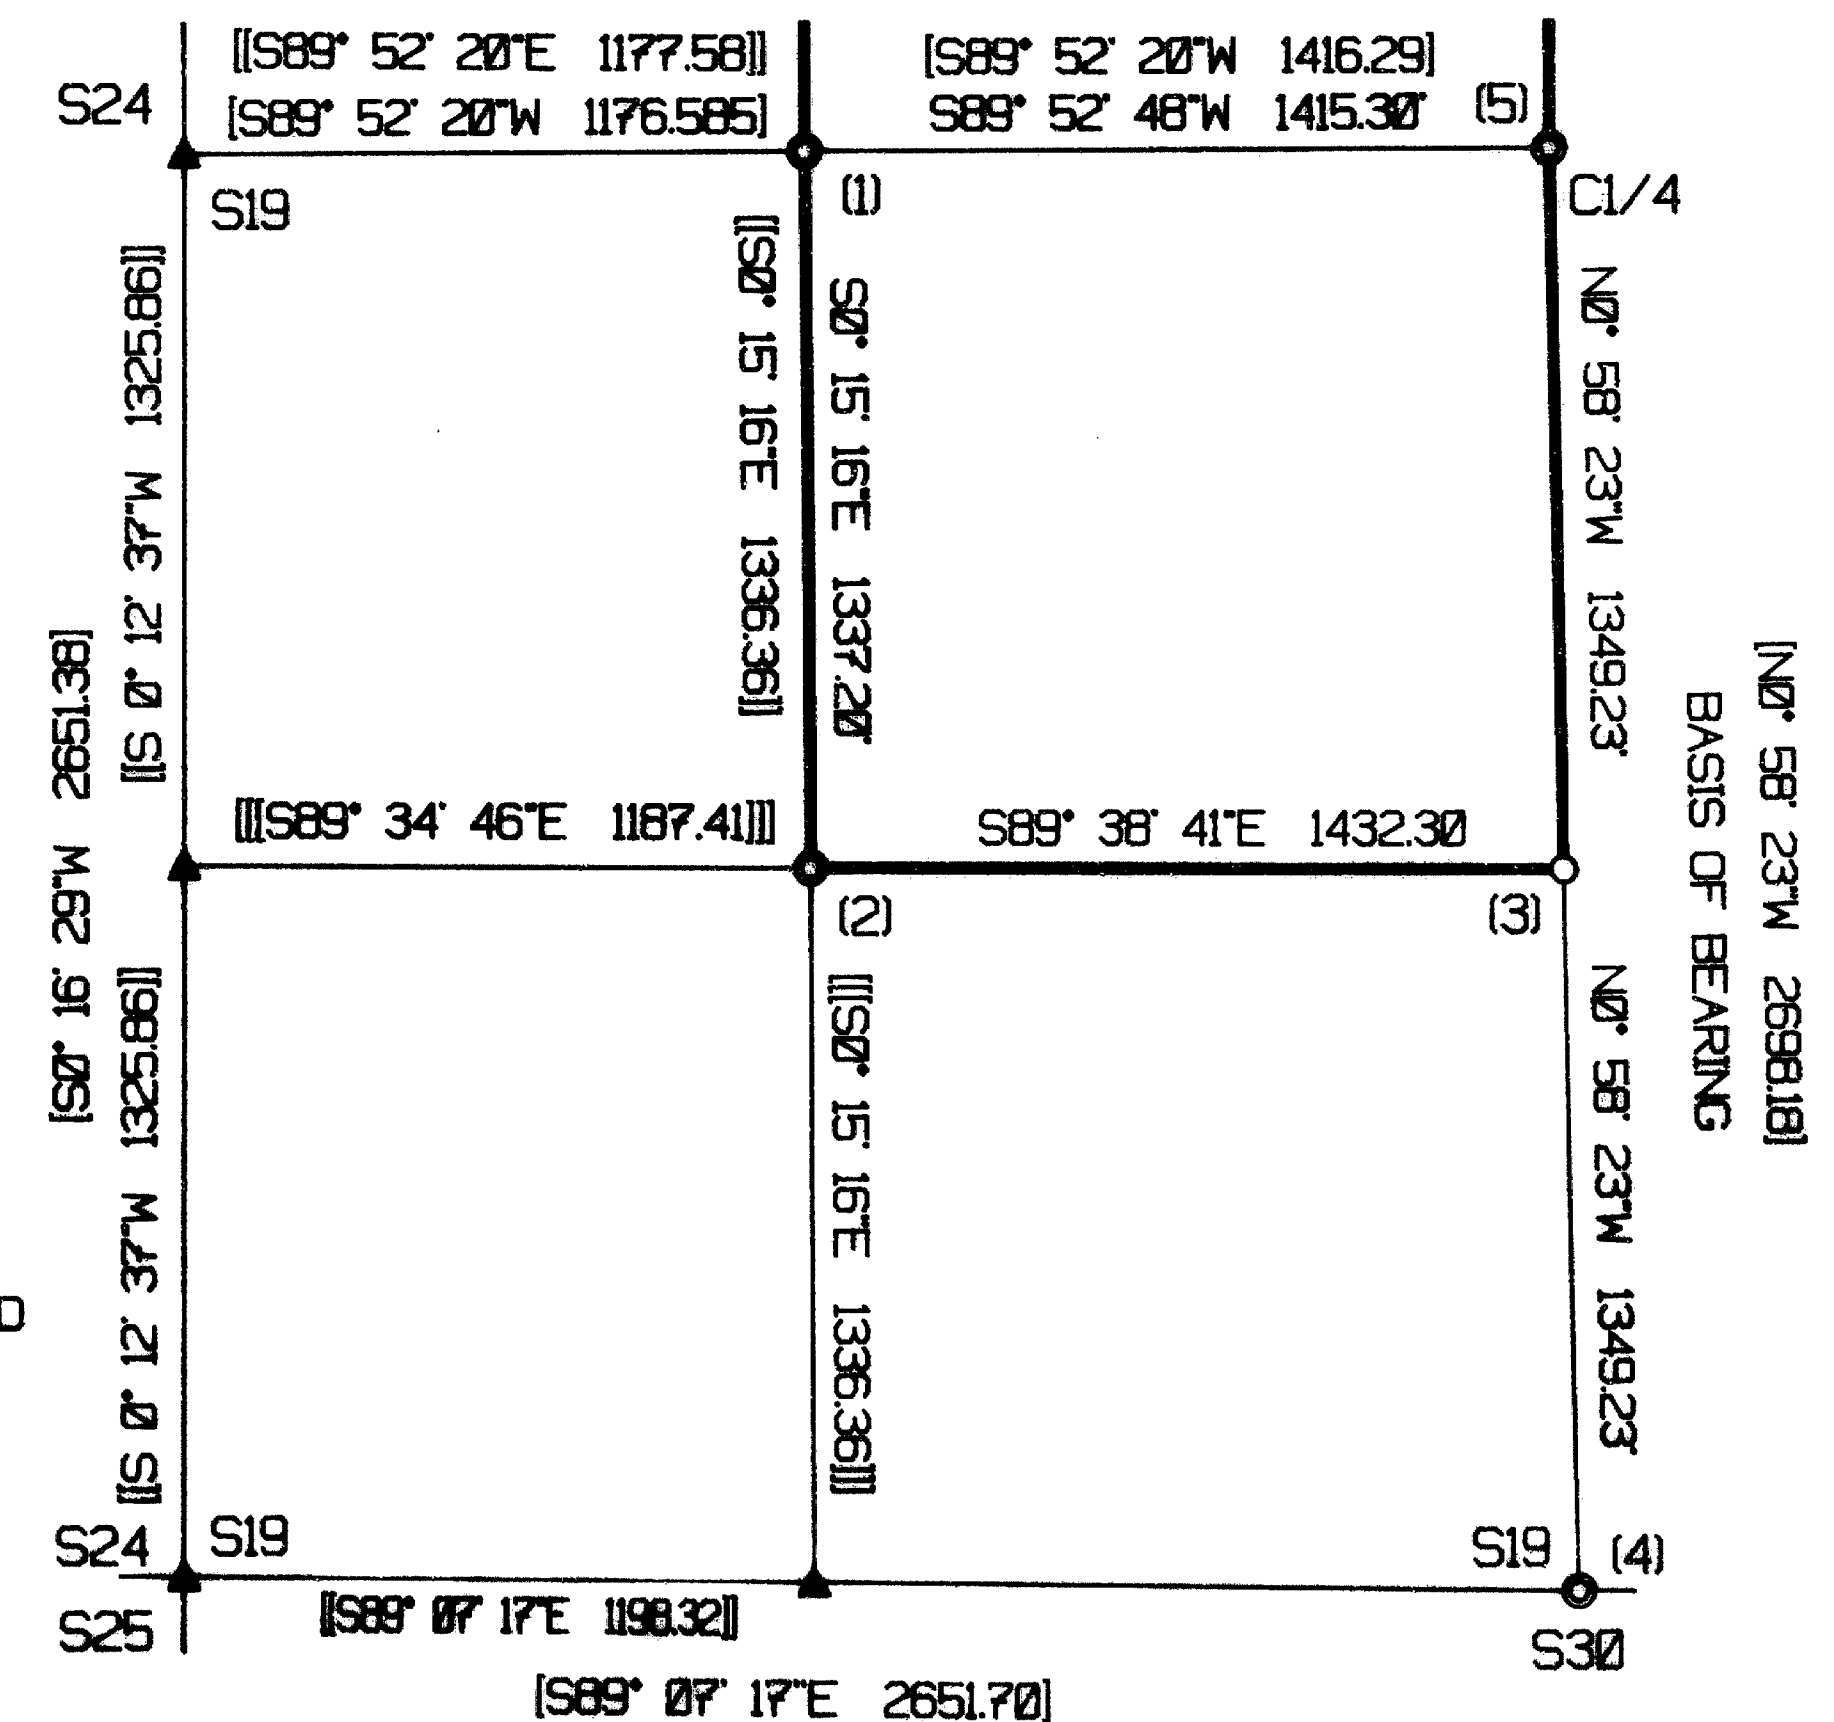 [[S89° 52' 20"E 1177.58]]
[S89° 52' 20"W 1416.29]
S24
[S89° 52' 20"W 1176.585]
S89° 52' 48"W 1415.30'
(5)
S19
(1)
C1/4
[[S 0° 12' 37"W 1325.86]]
[[S0° 15' 16"E 1336.36]]
S0° 15' 16"E 1337.20'
N0° 58' 23"W 1349.23'
[S0° 16' 29"W 2651.38]
BASIS OF BEARING
[N0° 58' 23"W 2698.18]
[[[S89° 34' 46"E 1187.41]]]
S89° 38' 41"E 1432.30
(2)
(3)
[[S 0° 12' 37"W 1325.86]]
[[[S0° 15' 16"E 1336.36]]]
N0° 58' 23"W 1349.23'
S24
S19
S19
(4)
S25
[[S89° 07' 17"E 1198.32]]
S30
[S89° 07' 17"E 2651.70]